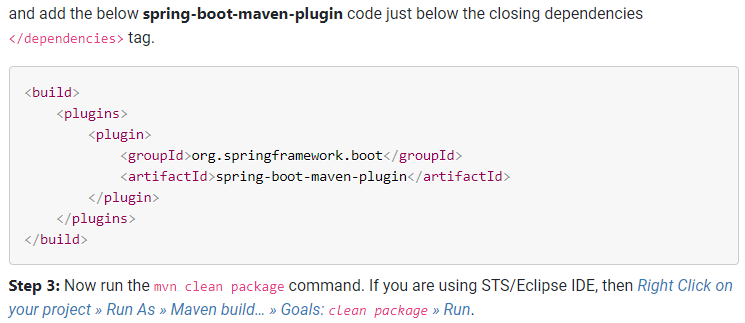 and add the below spring-boot-maven-plugin code just below the closing dependencies
</dependencies> tag.
<build>
    <plugins>
        <plugin>
            <groupId>org.springframework.boot</groupId>
            <artifactId>spring-boot-maven-plugin</artifactId>
        </plugin>
    </plugins>
</build>
Step 3: Now run the mvn clean package command. If you are using STS/Eclipse IDE, then Right Click on
your project » Run As » Maven build… » Goals: clean package » Run.